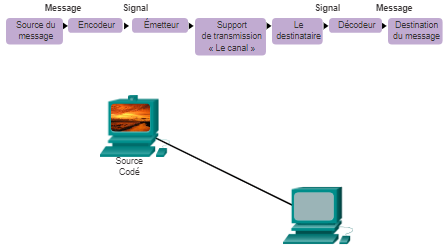 Message Signal Signal Message
Source du
message
Encodeur
Émetteur
Support
de transmission
« Le canal »
Le
destinataire
Décodeur
Destination
du message
Source
Codé